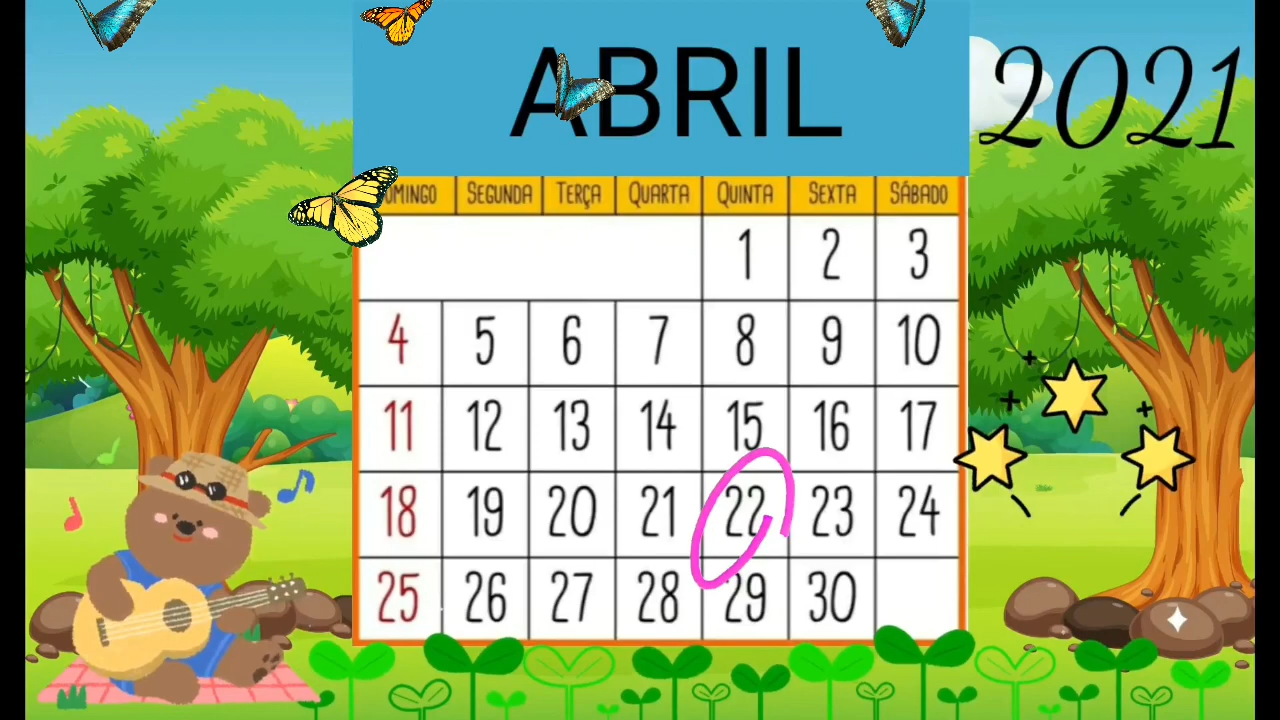 ABRIL
2021
DOMINGO SEGUNDA TERÇA QUARTA QUINTA SEXTA SÁBADO
1 2 3
4 5 6 7 8 9 10
11 12 13 14 15 16 17
18 19 20 21 22 23 24
25 26 27 28 29 30